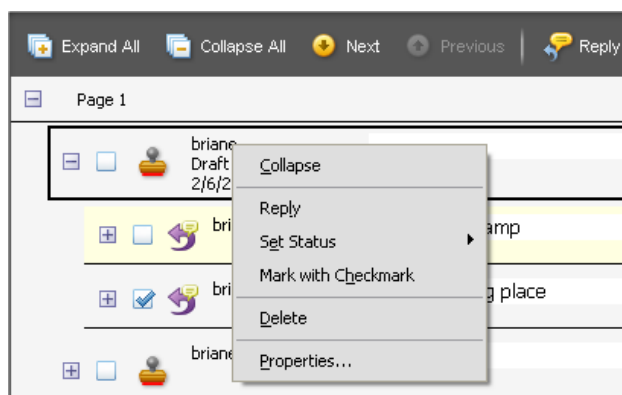 Expand All Collapse All Next Previous Reply
Page 1
briane
Draft
2/6/2
Collapse
Reply
bri
amp
Set Status
Mark with Checkmark
bri
g place
Delete
briane
Properties...